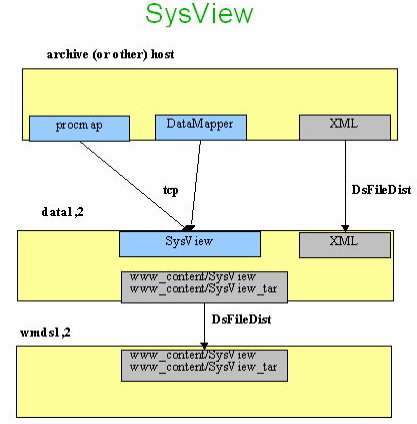 SysView
archive (or other) host
procmap
DataMapper
XML
tcp
DsFileDist
data1,2
SysView
XML
www_content/SysView
www_content/SysView_tar
DsFileDist
wmds1,2
www_content/SysView
www_content/SysView_tar